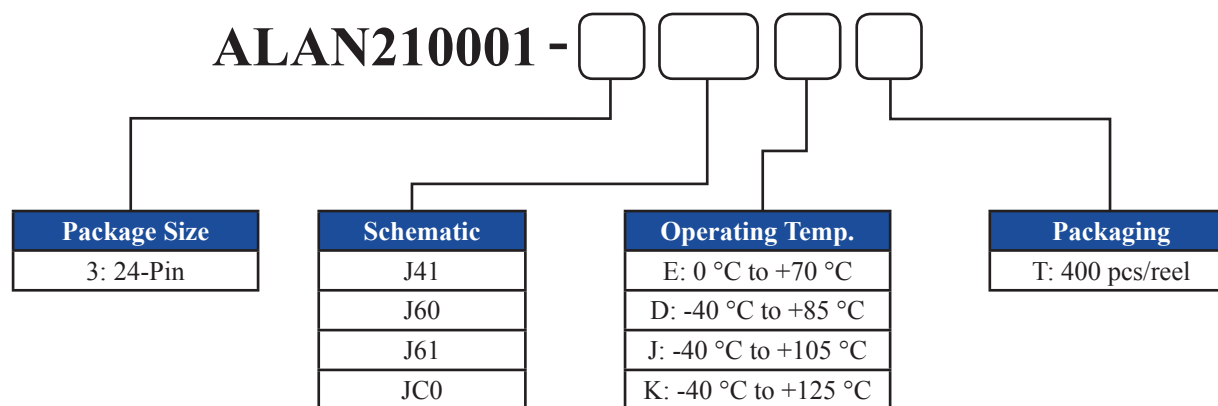 ALAN210001 -
Package Size
3: 24-Pin
Schematic
J41
J60
J61
JC0
Operating Temp.
E: 0 °C to +70 °C
D: -40 °C to +85 °C
J: -40 °C to +105 °C
K: -40 °C to +125 °C
Packaging
T: 400 pcs/reel